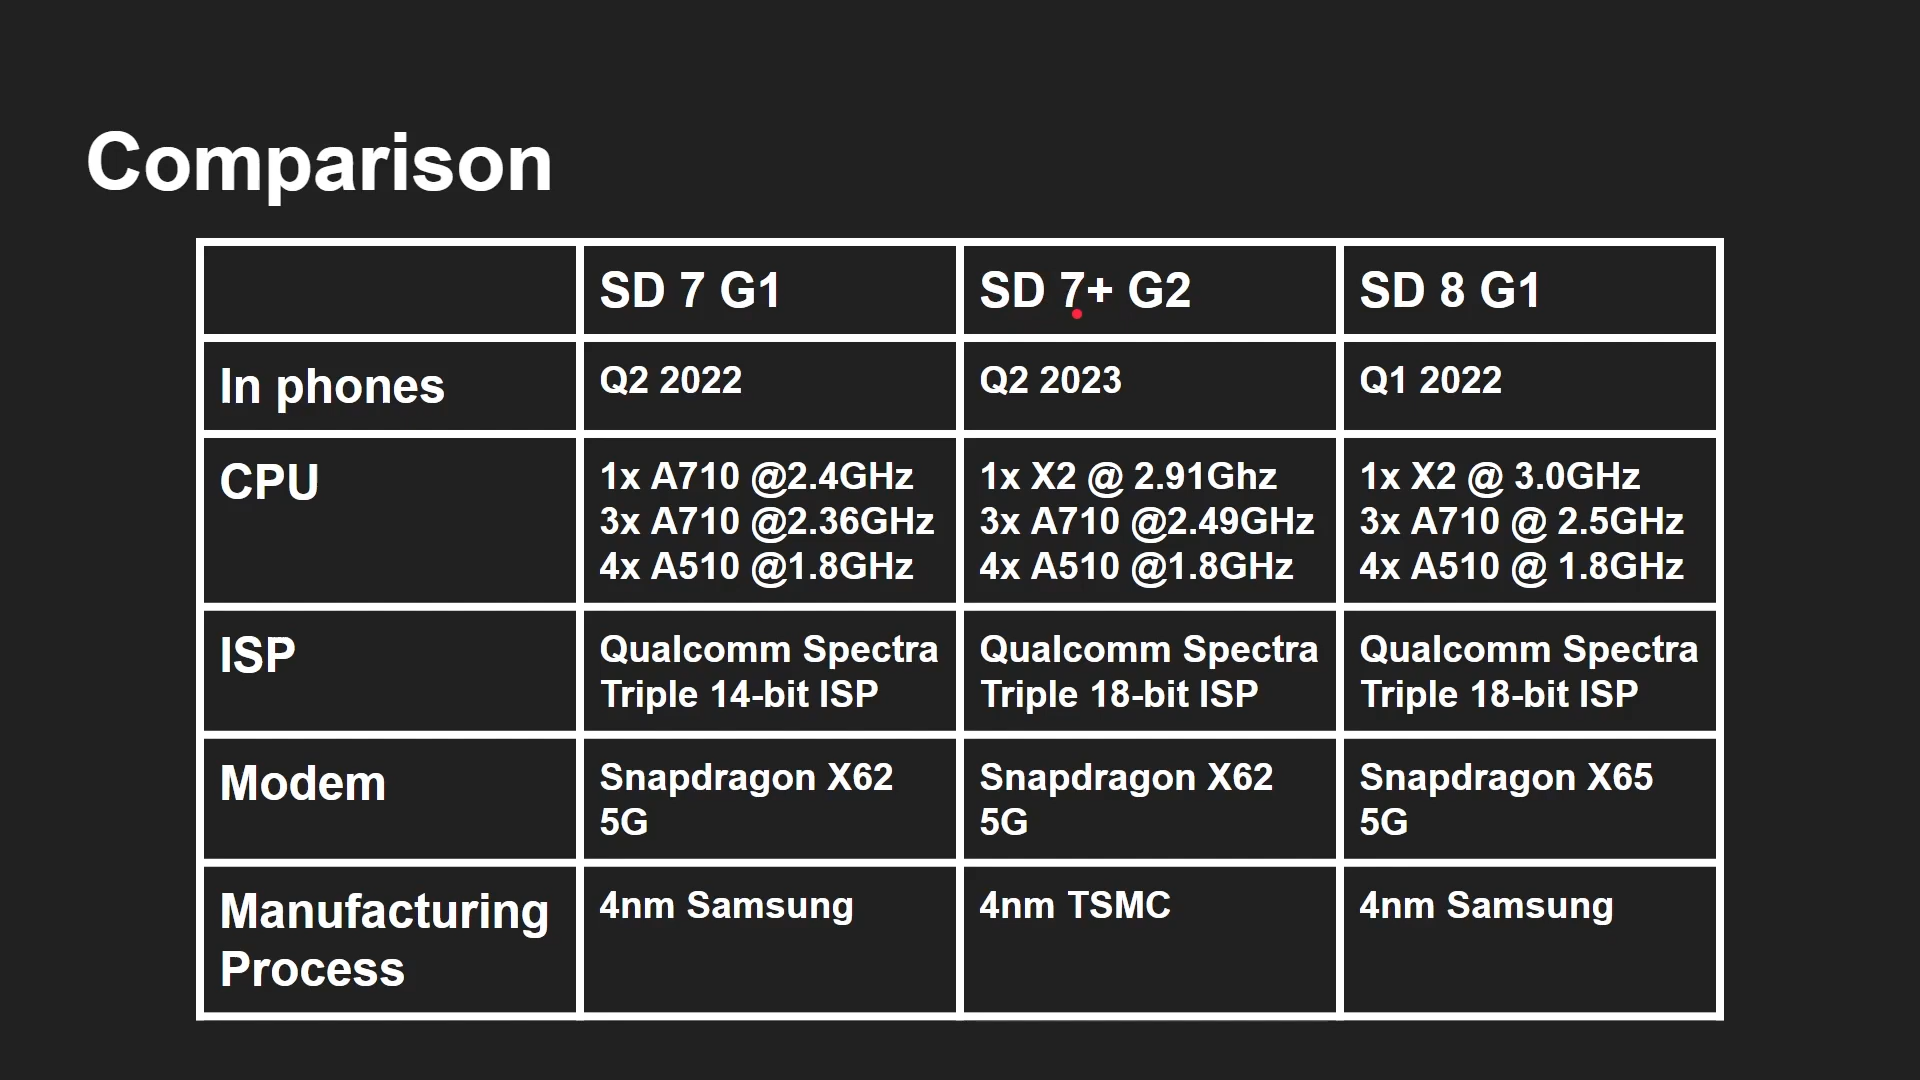 Comparison
SD 7 G1
SD 7+ G2
SD 8 G1
In phones
Q2 2022
Q2 2023
Q1 2022
CPU
1x A710 @2.4GHz
3x A710 @2.36GHz
4x A510 @1.8GHz
1x X2 @ 2.91Ghz
3x A710 @2.49GHz
4x A510 @1.8GHz
1x X2 @ 3.0GHz
3x A710 @ 2.5GHz
4x A510 @ 1.8GHz
ISP
Qualcomm Spectra
Triple 14-bit ISP
Qualcomm Spectra
Triple 18-bit ISP
Qualcomm Spectra
Triple 18-bit ISP
Modem
Snapdragon X62
5G
Snapdragon X62
5G
Snapdragon X65
5G
Manufacturing
Process
4nm Samsung
4nm TSMC
4nm Samsung